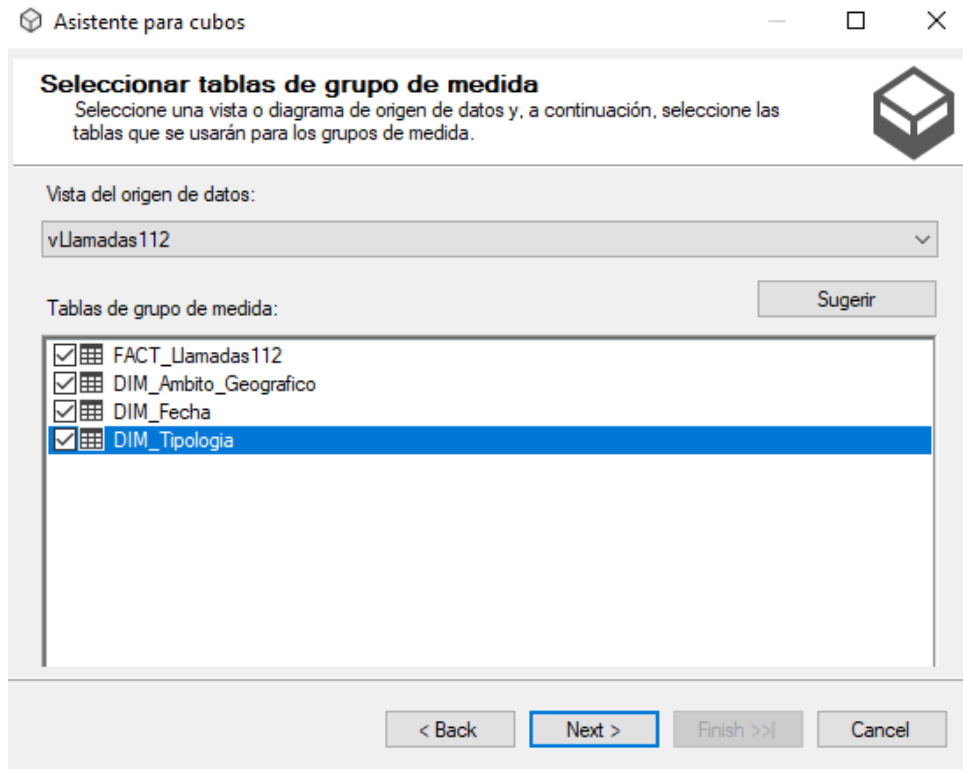 Asistente para cubos
Seleccionar tablas de grupo de medida
Seleccione una vista o diagrama de origen de datos y, a continuación, seleccione las
tablas que se usarán para los grupos de medida.
Vista del origen de datos:
vLlamadas112
Sugerir
Tablas de grupo de medida:
FACT_Llamadas112
DIM_Ambito_Geografico
DIM_Fecha
DIM_Tipologia
< Back
Next >
Finish >>|
Cancel